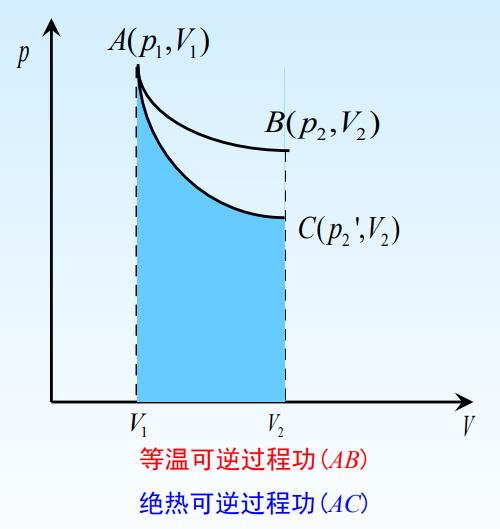 A(p₁,V₁)
p
B(p₂,V₂)
C(p₂',V₂)
V₁
V₂
V
等温可逆过程功(AB)
绝热可逆过程功(AC)